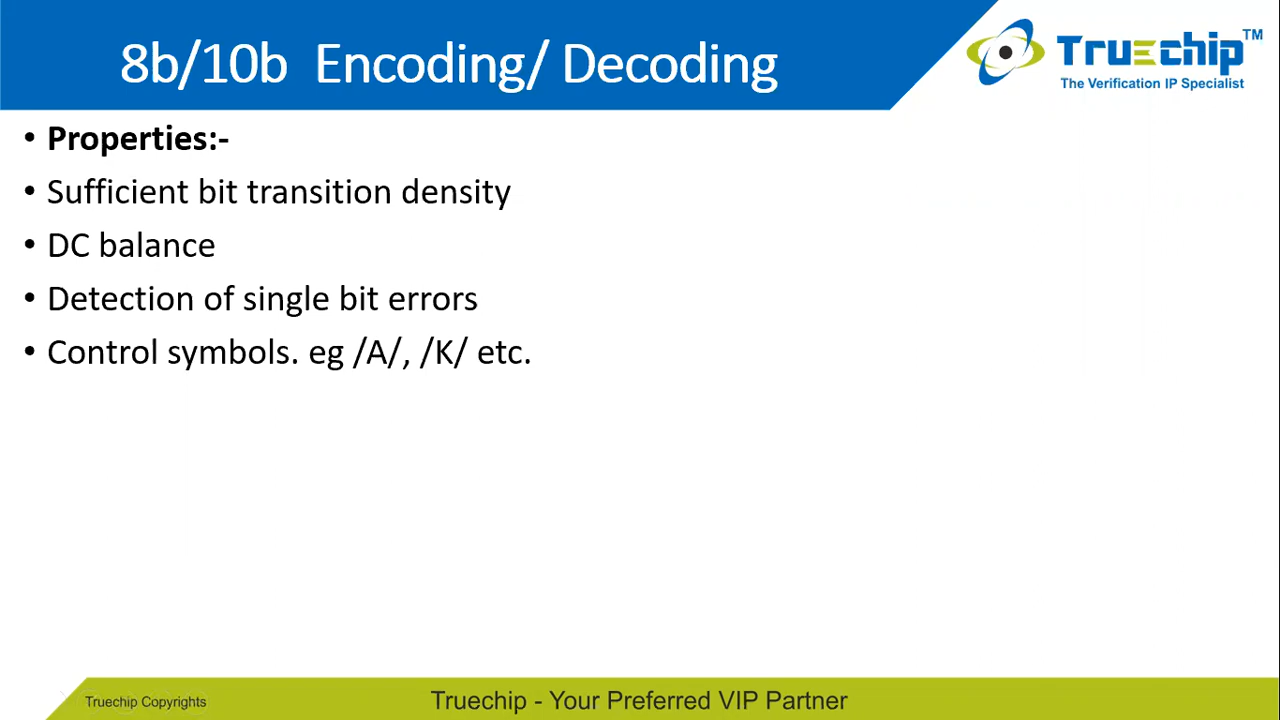 8b/10b Encoding/ Decoding
Truechip TM
The Verification IP Specialist
• Properties:-
• Sufficient bit transition density
• DC balance
• Detection of single bit errors
• Control symbols. eg /A/, /K/ etc.
Truechip Copyrights
Truechip - Your Preferred VIP Partner